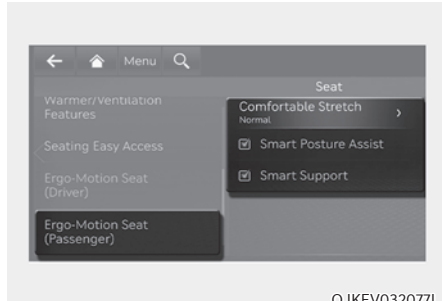 Menu
Seat
Warmer/Ventilation
Features
Seating Easy Access
Ergo-Motion Seat
(Driver)
Ergo-Motion Seat
(Passenger)
Comfortable Stretch
Normal
Smart Posture Assist
Smart Support
OJKEV032077L